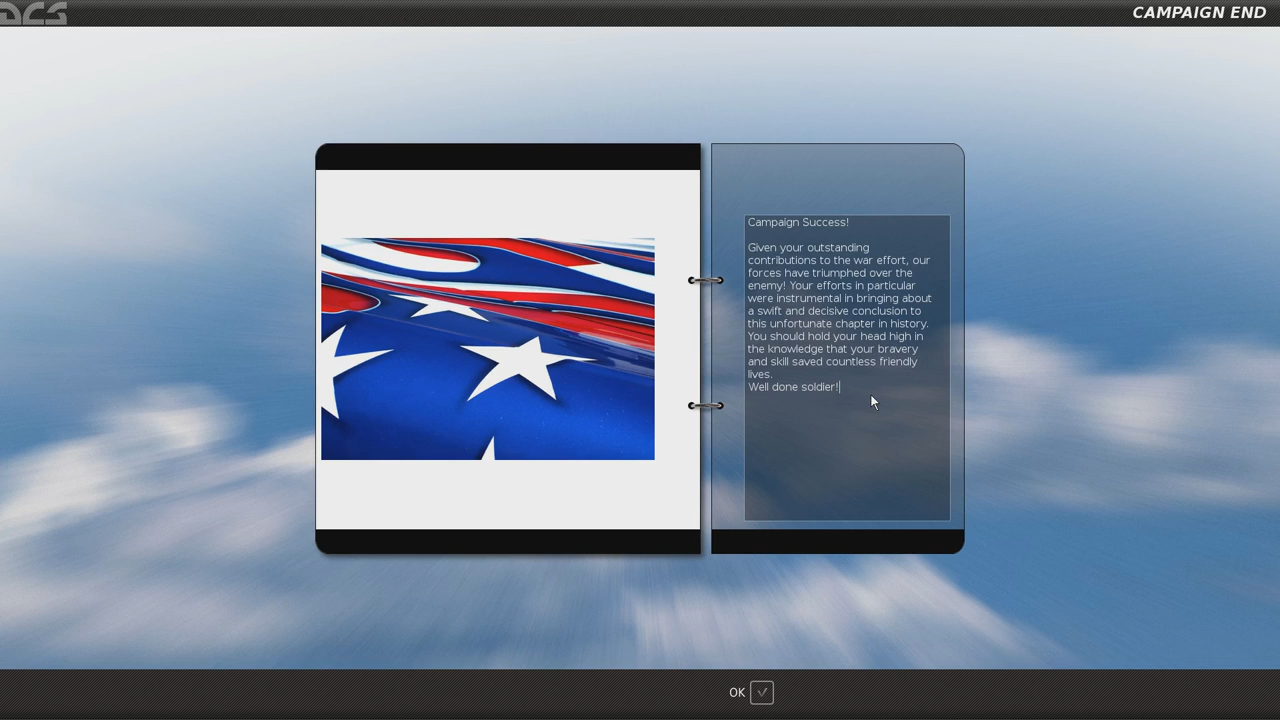 DCS
CAMPAIGN END
Campaign Success!
Given your outstanding
contributions to the war effort, our
forces have triumphed over the
enemy! Your efforts in particular
were instrumental in bringing about
a swift and decisive conclusion to
this unfortunate chapter in history.
You should hold your head high in
the knowledge that your bravery
and skill saved countless friendly
lives.
Well done soldier!
OK